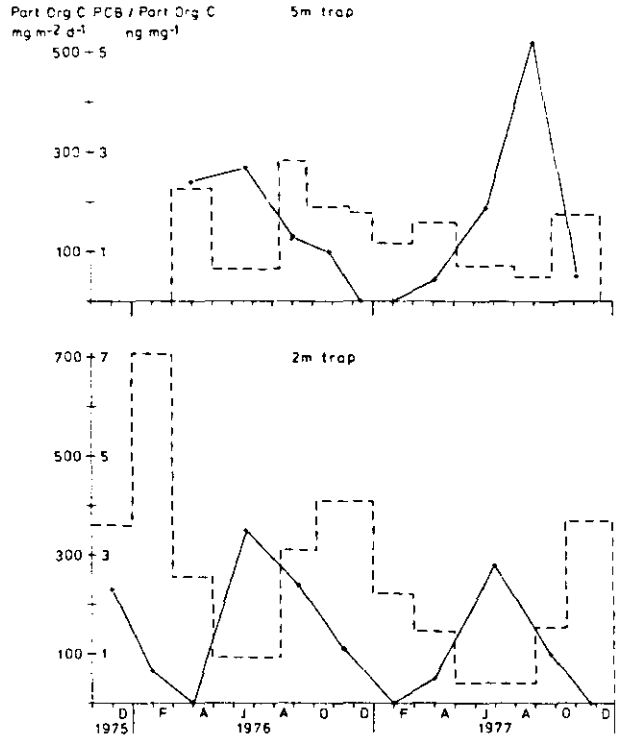 Part Org C PCB / Part Org C 5m trap
mg m-2 d-1 ng mg-1
500 5
300 3
100 1
700 7 2m trap
500 5
300 3
100 1
D F A J A O D F A J A O D
1975 1976 1977